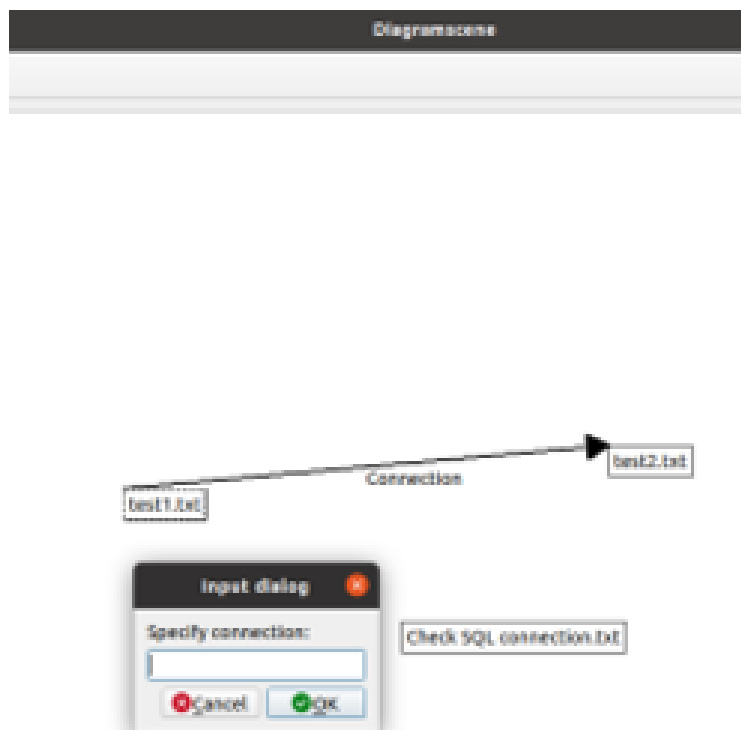 Diagramscene
test2.txt
Connection
test1.txt
Input dialog
Specify connection:
Check SQL connection.txt
Cancel OK